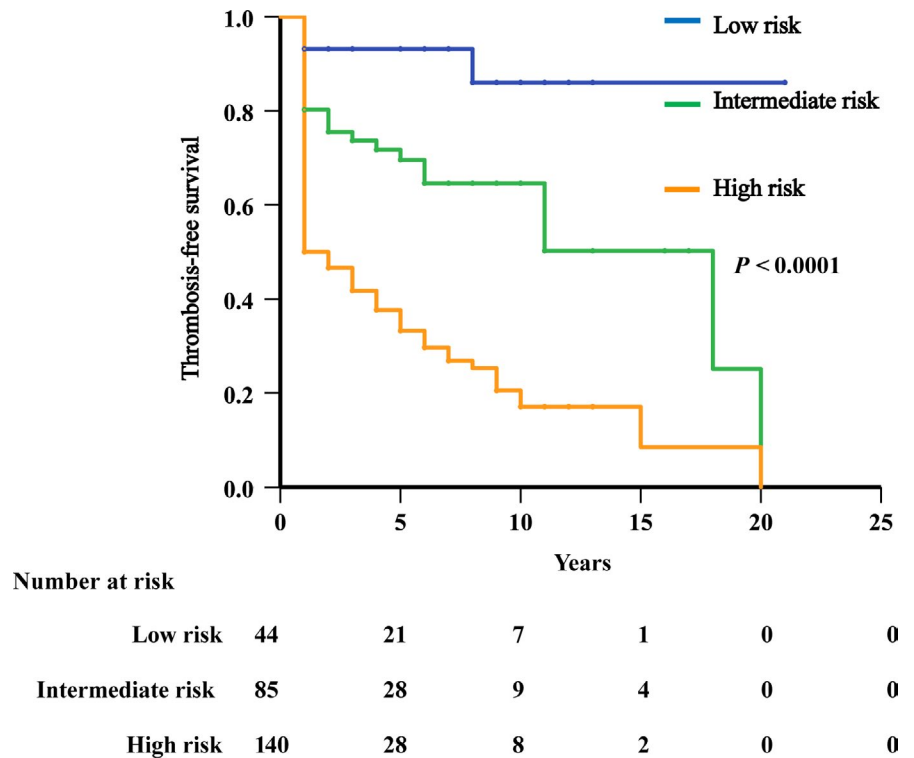 1.0
0.8
0.6
0.4
0.2
0.0
Thrombosis-free survival
Low risk
Intermediate risk
High risk
P < 0.0001
0 5 10 15 20 25
Years
Number at risk
Low risk 44 21 7 1 0 0
Intermediate risk 85 28 9 4 0 0
High risk 140 28 8 2 0 0